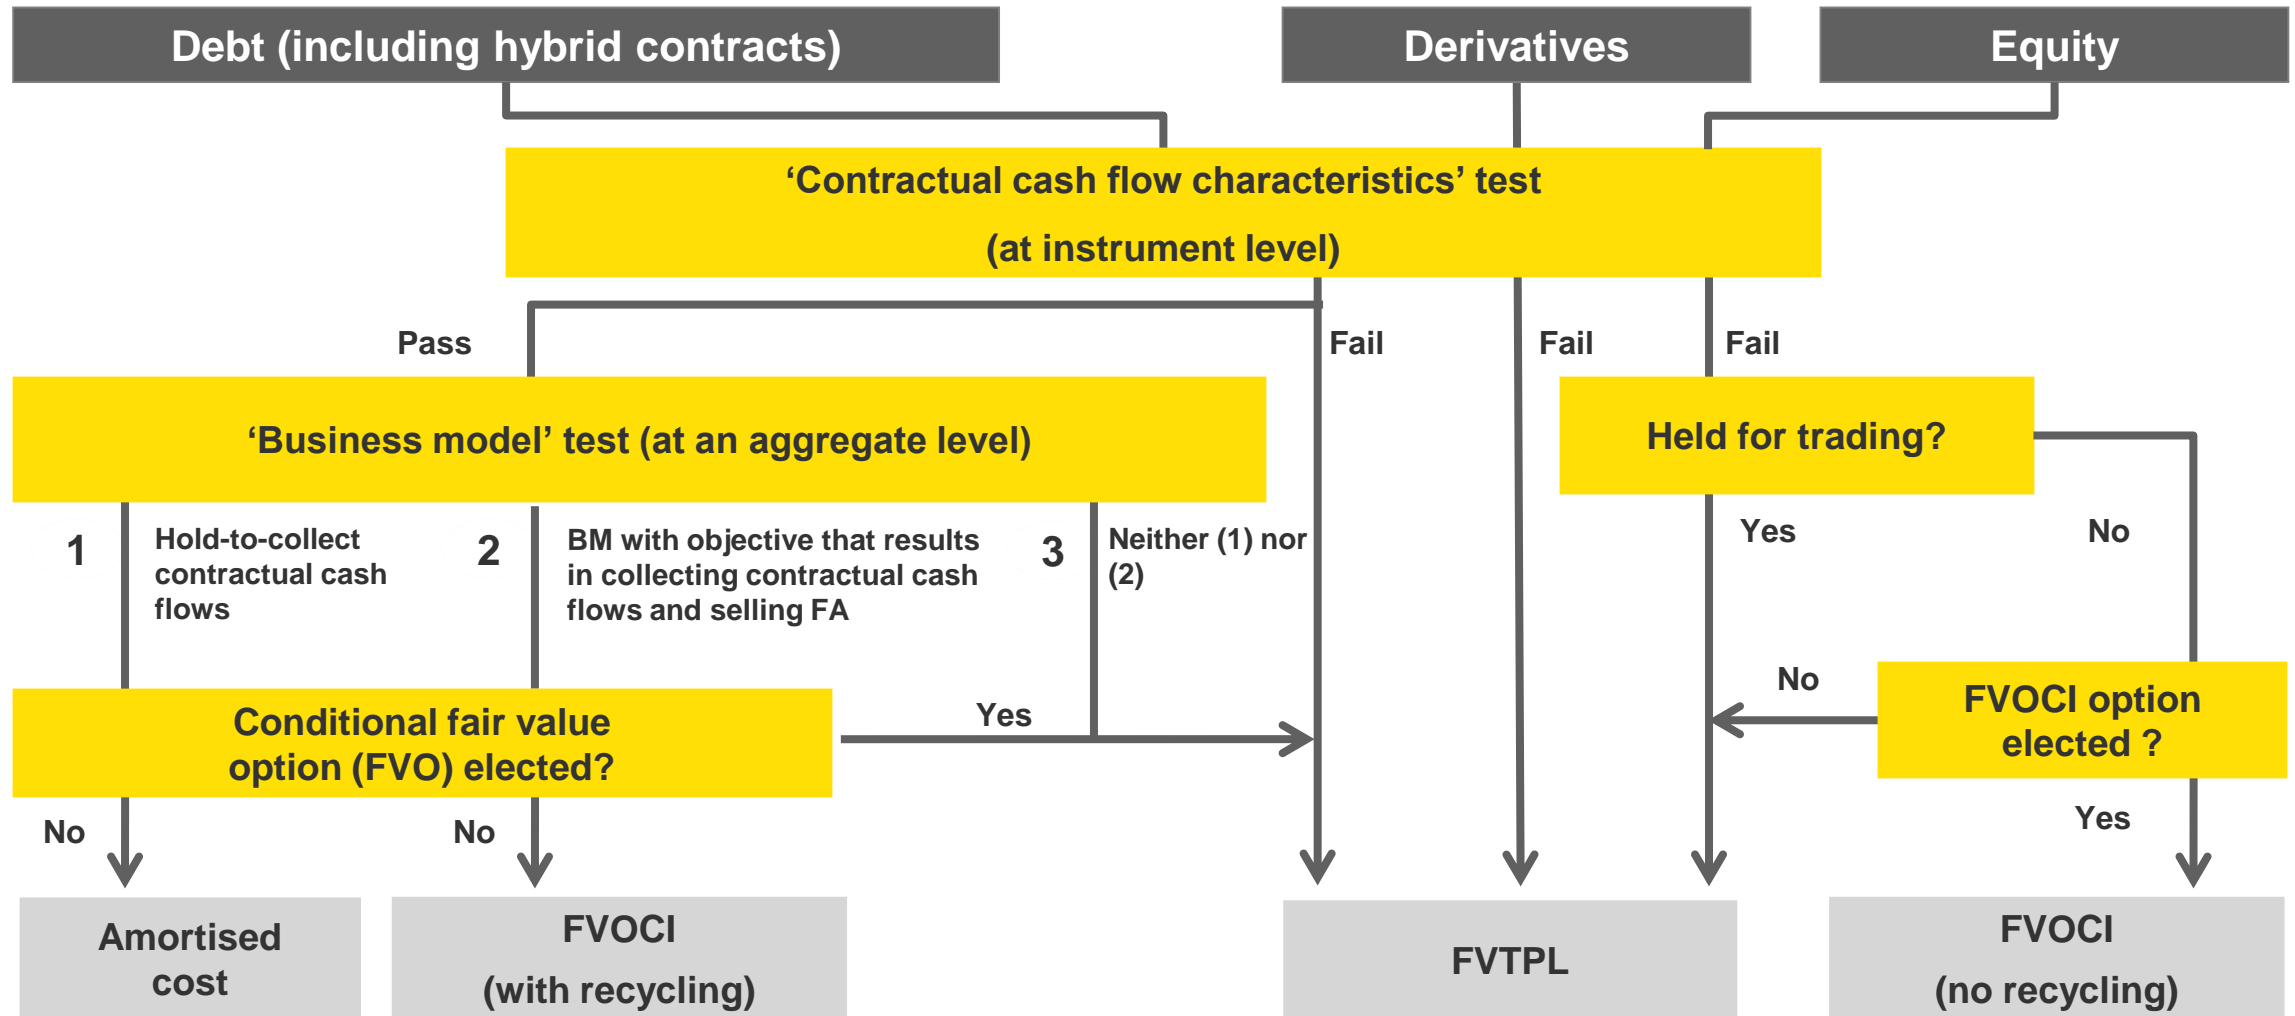 Debt (including hybrid contracts)
Derivatives
Equity
‘Contractual cash flow characteristics’ test
(at instrument level)
Pass
Fail
Fail
Fail
‘Business model’ test (at an aggregate level)
Held for trading?
1
Hold-to-collect
contractual cash
flows
2
BM with objective that results
in collecting contractual cash
flows and selling FA
3
Neither (1) nor
(2)
Yes
No
Conditional fair value
option (FVO) elected?
Yes
No
FVOCI option
elected ?
No
No
Yes
Amortised
cost
FVOCI
(with recycling)
FVTPL
FVOCI
(no recycling)